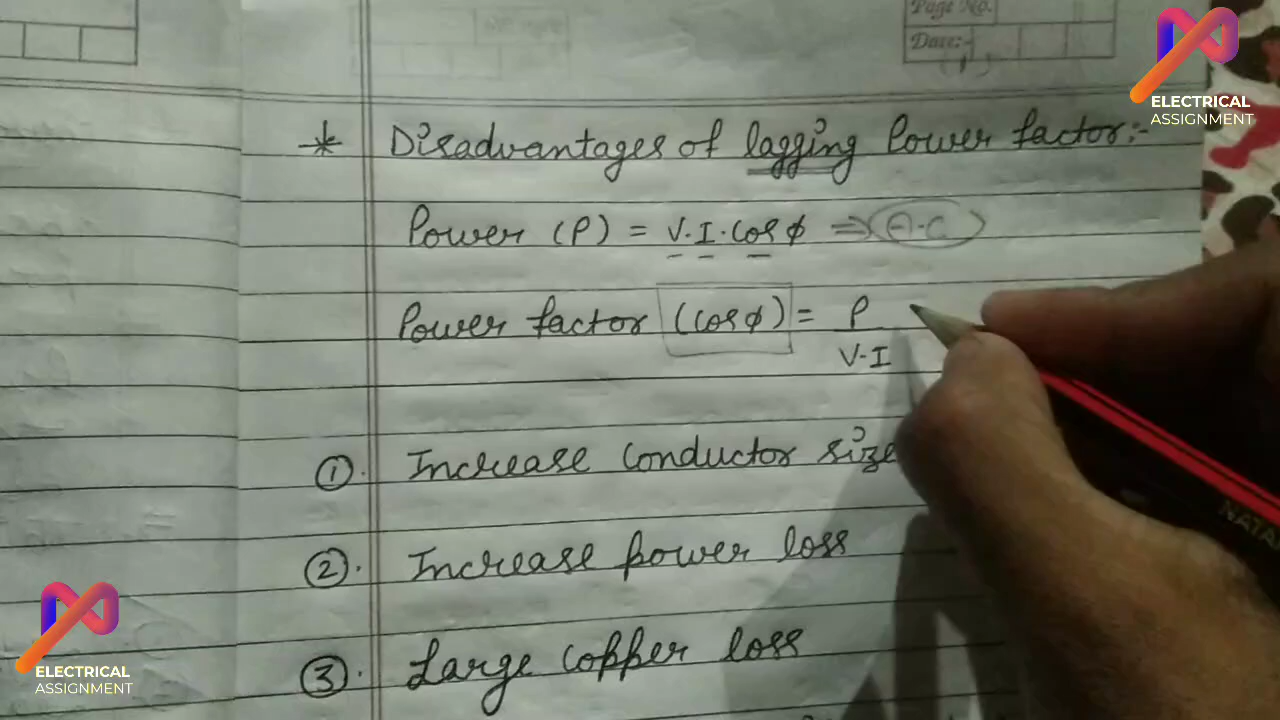 Page No.
Date:-
ELECTRICAL
ASSIGNMENT
* Disadvantages of lagging Power factor:-
Power (P) = V.I.Cosϕ ⇒ A.C
Power factor (Cosϕ) = P
V.I
①. Increase Conductor size
②. Increase power loss
③. Large Copper loss
ELECTRICAL
ASSIGNMENT
NATA